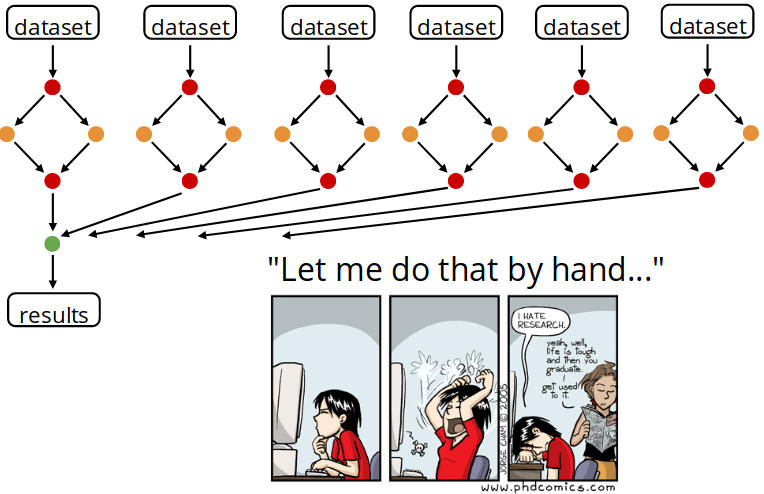 dataset
dataset
dataset
dataset
dataset
dataset
results
"Let me do that by hand..."
I HATE
RESEARCH.
yeah, well,
life is tough
and then you
graduate.
I
get used
to it.
JORGE CHAM © 2005
www.phdcomics.com